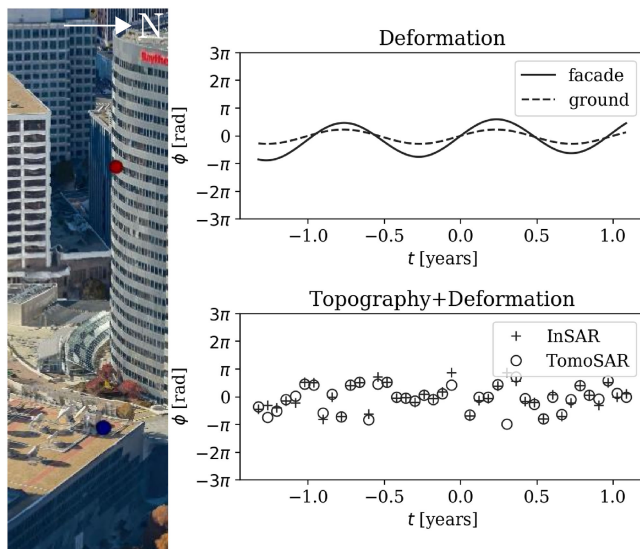 N
Deformation
3π
2π
π
0
−π
−2π
−3π
ϕ [rad]
facade
ground
−1.0
−0.5
0.0
0.5
1.0
t [years]
Topography+Deformation
3π
2π
π
0
−π
−2π
−3π
ϕ [rad]
InSAR
TomoSAR
−1.0
−0.5
0.0
0.5
1.0
t [years]